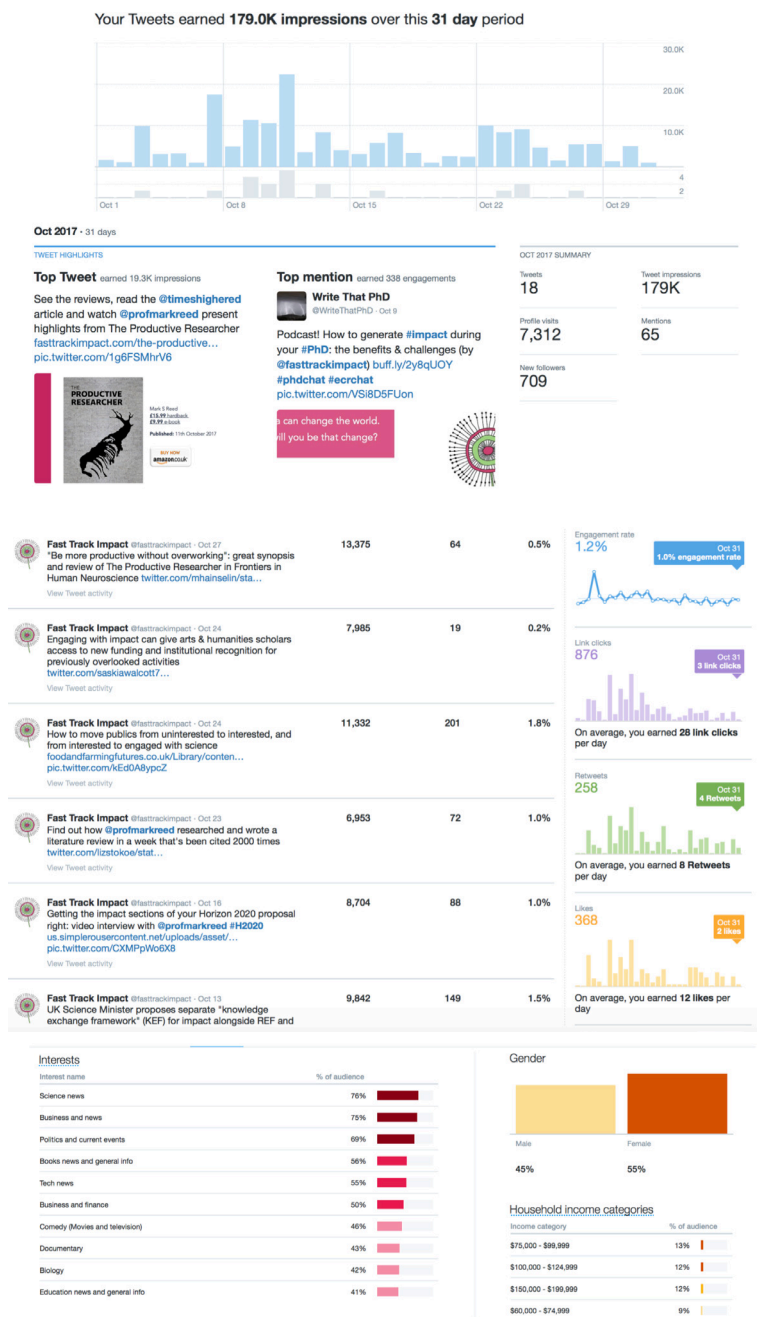 Your Tweets earned 179.0K impressions over this 31 day period
30.0K
20.0K
10.0K
4
2
Oct 1
Oct 8
Oct 15
Oct 22
Oct 29
Oct 2017 · 31 days
TWEET HIGHLIGHTS
Top Tweet earned 19.3K impressions
See the reviews, read the @timeshighered
article and watch @profmarkreed present
highlights from The Productive Researcher
fasttrackimpact.com/the-productive…
pic.twitter.com/1g6FSMhrV6
THE
PRODUCTIVE
RESEARCHER
Mark S Reed
£15.99 hardback
£9.99 e-book
Published: 11th October 2017
BUY NOW
amazon.co.uk
Top mention earned 338 engagements
Write That PhD
@WriteThatPhD · Oct 9
Podcast! How to generate #impact during
your #PhD: the benefits & challenges (by
@fasttrackimpact) buff.ly/2y8qUOY
#phdchat #ecrchat
pic.twitter.com/VSi8D5FUon
a can change the world.
ill you be that change?
OCT 2017 SUMMARY
Tweets
18
Tweet impressions
179K
Profile visits
7,312
Mentions
65
New followers
709
Fast Track Impact @fasttrackimpact · Oct 27
"Be more productive without overworking": great synopsis
and review of The Productive Researcher in Frontiers in
Human Neuroscience twitter.com/mhainselin/sta…
View Tweet activity
13,375 64 0.5%
Fast Track Impact @fasttrackimpact · Oct 24
Engaging with impact can give arts & humanities scholars
access to new funding and institutional recognition for
previously overlooked activities
twitter.com/saskiawalcott7…
View Tweet activity
7,985 19 0.2%
Fast Track Impact @fasttrackimpact · Oct 24
How to move publics from uninterested to interested, and
from interested to engaged with science
foodandfarmingfutures.co.uk/Library/conten…
pic.twitter.com/kEd0A8ypcZ
View Tweet activity
11,332 201 1.8%
Fast Track Impact @fasttrackimpact · Oct 23
Find out how @profmarkreed researched and wrote a
literature review in a week that's been cited 2000 times
twitter.com/lizstokoe/stat…
View Tweet activity
6,953 72 1.0%
Fast Track Impact @fasttrackimpact · Oct 16
Getting the impact sections of your Horizon 2020 proposal
right: video interview with @profmarkreed #H2020
us.simplerousercontent.net/uploads/asset/…
pic.twitter.com/CXMPpWo6X8
View Tweet activity
8,704 88 1.0%
Fast Track Impact @fasttrackimpact · Oct 13
UK Science Minister proposes separate "knowledge
exchange framework" (KEF) for impact alongside REF and
9,842 149 1.5%
Engagement rate
1.2%
Oct 31
1.0% engagement rate
Link clicks
876
Oct 31
3 link clicks
On average, you earned 28 link clicks
per day
Retweets
258
Oct 31
4 Retweets
On average, you earned 8 Retweets
per day
Likes
368
Oct 31
2 likes
On average, you earned 12 likes per
day
Interests
Interest name % of audience
Science news 76%
Business and news 75%
Politics and current events 69%
Books news and general info 56%
Tech news 55%
Business and finance 50%
Comedy (Movies and television) 46%
Documentary 43%
Biology 42%
Education news and general info 41%
Gender
Male Female
45% 55%
Household income categories
Income category % of audience
$75,000 - $99,999 13%
$100,000 - $124,999 12%
$150,000 - $199,999 12%
$60,000 - $74,999 9%